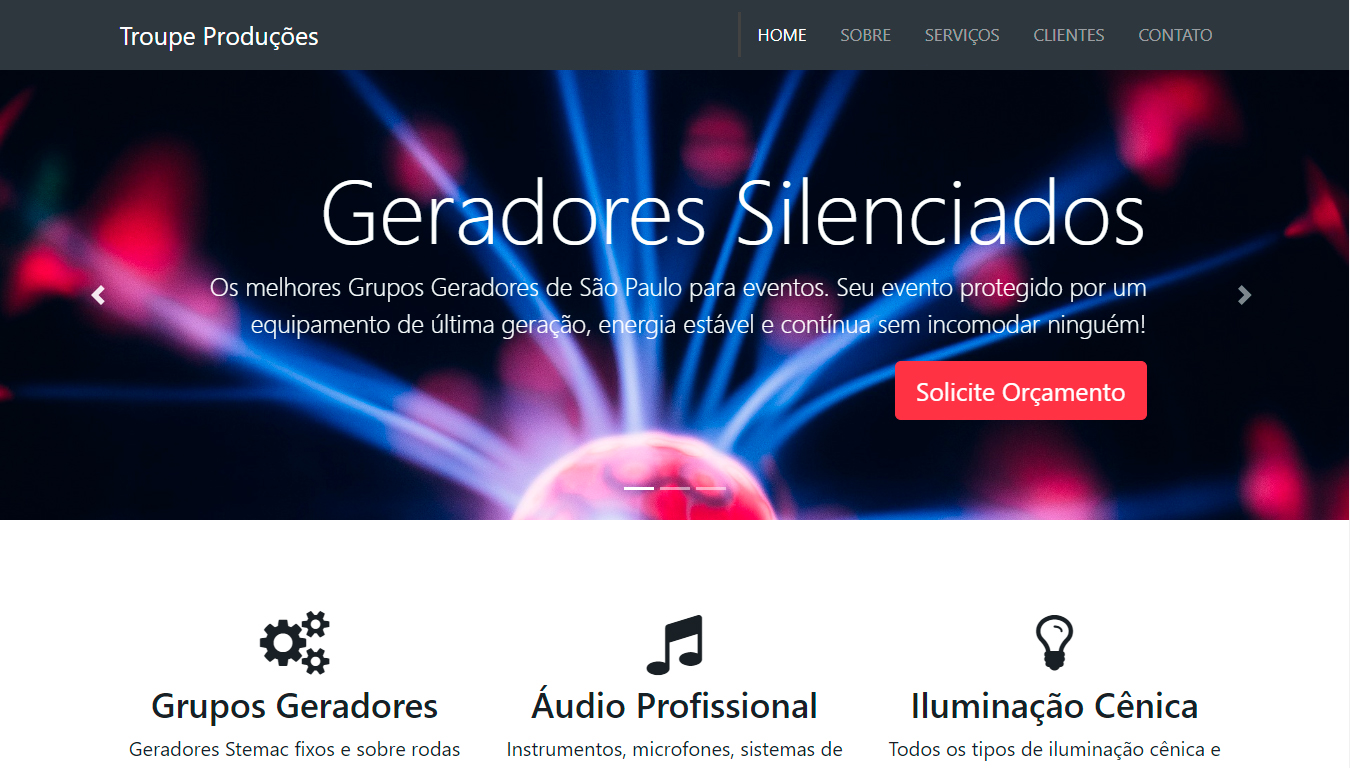 Troupe Produções
HOME SOBRE SERVIÇOS CLIENTES CONTATO
Geradores Silenciados
Os melhores Grupos Geradores de São Paulo para eventos. Seu evento protegido por um
equipamento de última geração, energia estável e contínua sem incomodar ninguém!
Solicite Orçamento
Grupos Geradores
Geradores Stemac fixos e sobre rodas
Áudio Profissional
Instrumentos, microfones, sistemas de
Iluminação Cênica
Todos os tipos de iluminação cênica e